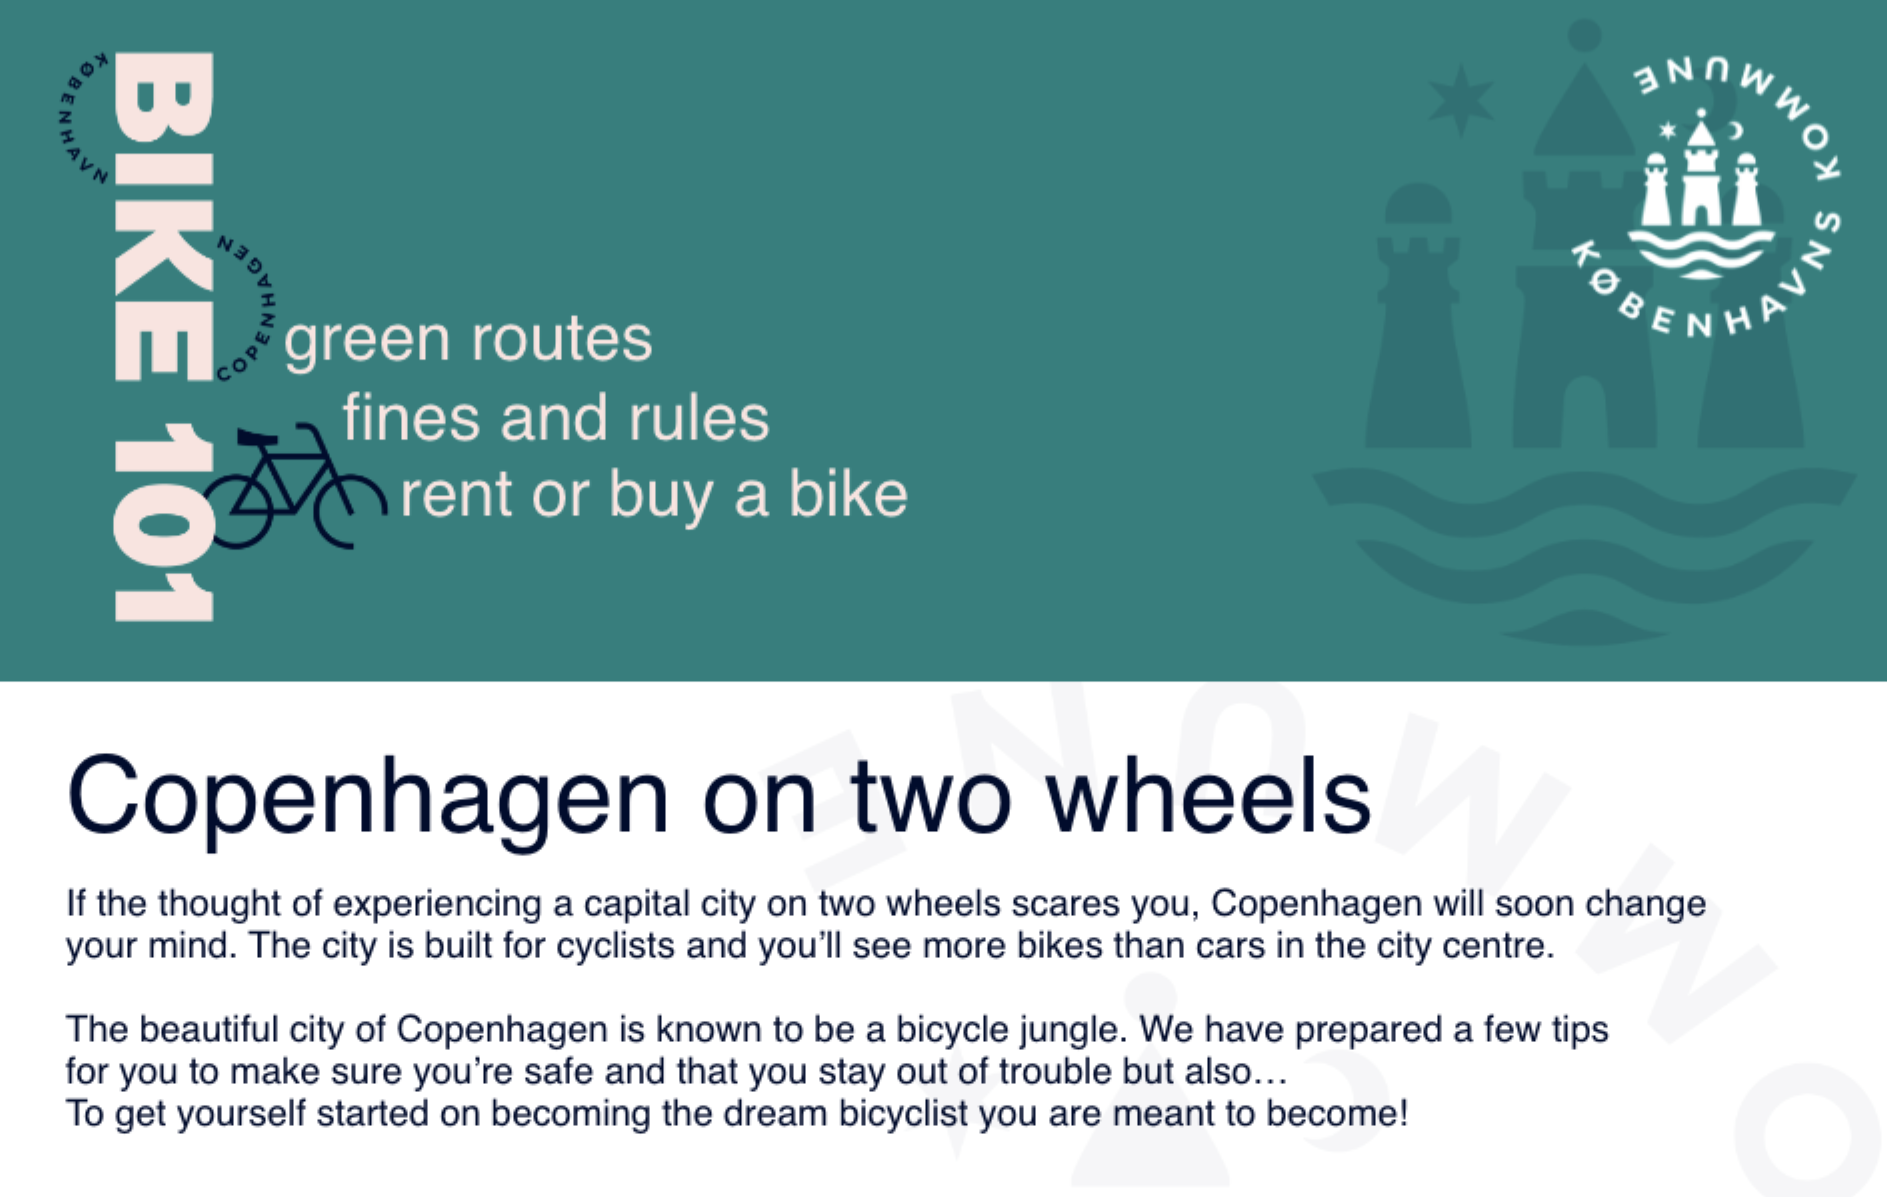 KØBENHAVN
BIKE 101
COPENHAGEN
green routes
fines and rules
rent or buy a bike
KØBENHAVNS KOMMUNE
Copenhagen on two wheels
If the thought of experiencing a capital city on two wheels scares you, Copenhagen will soon change
your mind. The city is built for cyclists and you’ll see more bikes than cars in the city centre.
The beautiful city of Copenhagen is known to be a bicycle jungle. We have prepared a few tips
for you to make sure you’re safe and that you stay out of trouble but also…
To get yourself started on becoming the dream bicyclist you are meant to become!
MMUNE